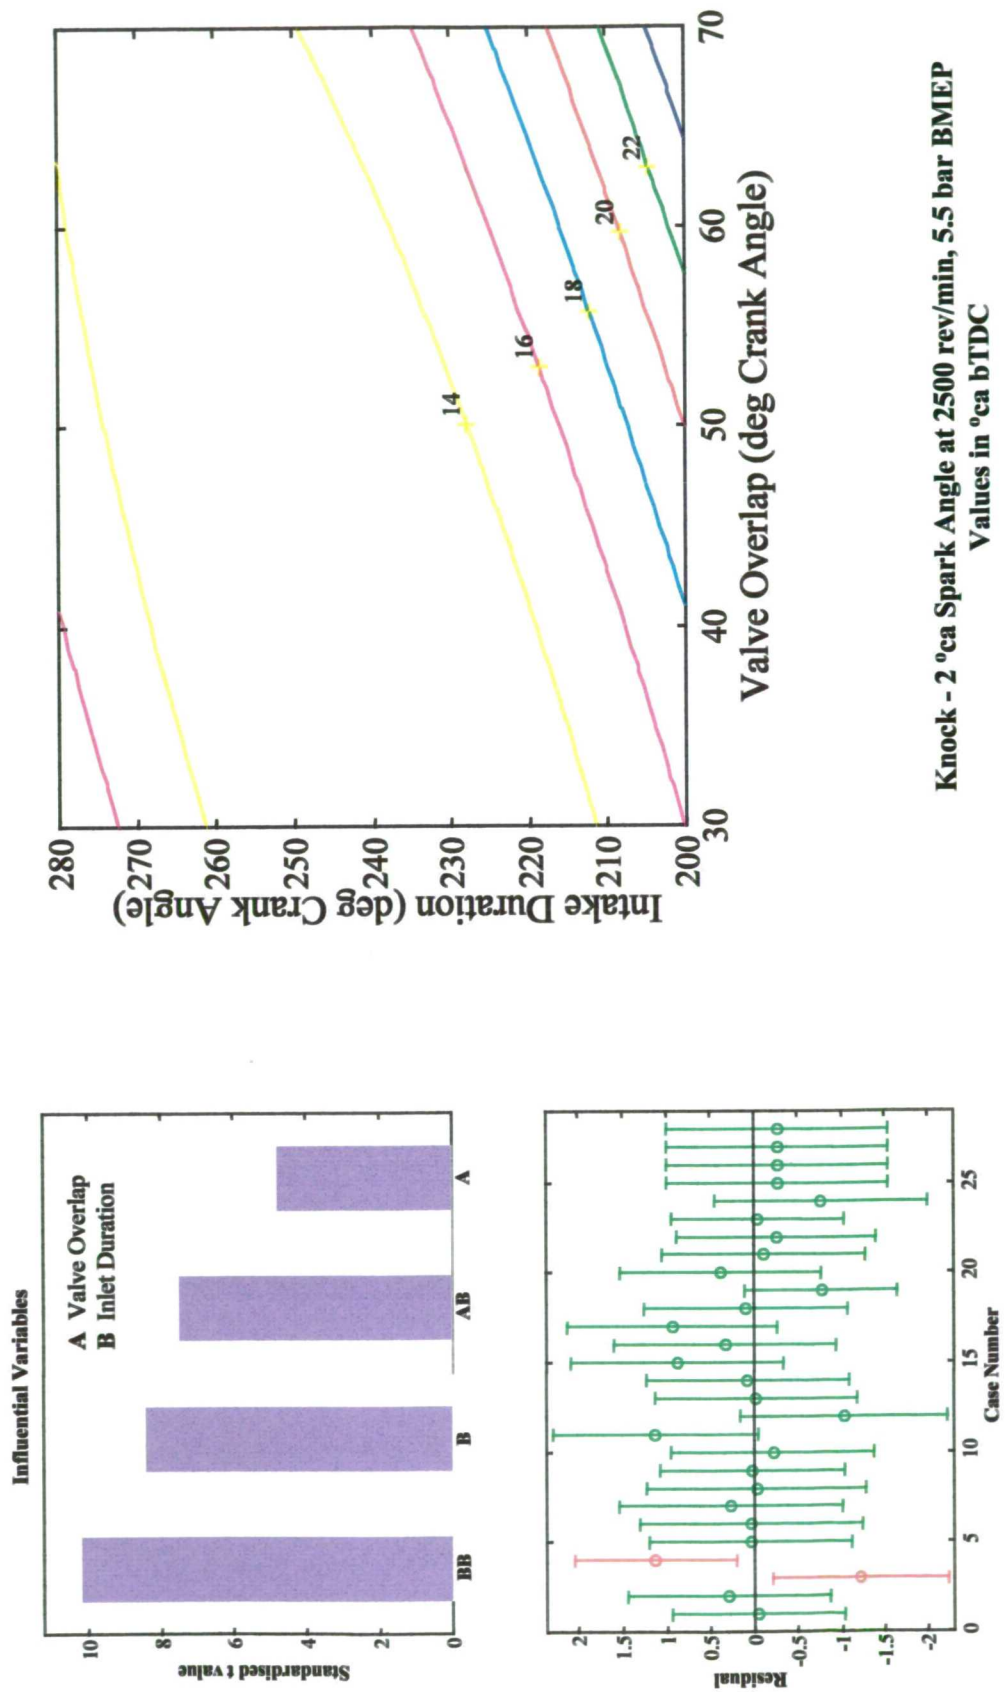 Influential Variables
A Valve Overlap
B Inlet Duration
Standardised t value
10
8
6
4
2
0
BB
B
AB
A
Residual
2
1.5
1
0.5
0
-0.5
-1
-1.5
-2
0
5
10
15
20
25
Case Number
Intake Duration (deg Crank Angle)
280
270
260
250
240
230
220
210
200
30
40
50
60
70
14
16
18
20
22
Valve Overlap (deg Crank Angle)
Knock - 2 ºca Spark Angle at 2500 rev/min, 5.5 bar BMEP
Values in ºca bTDC